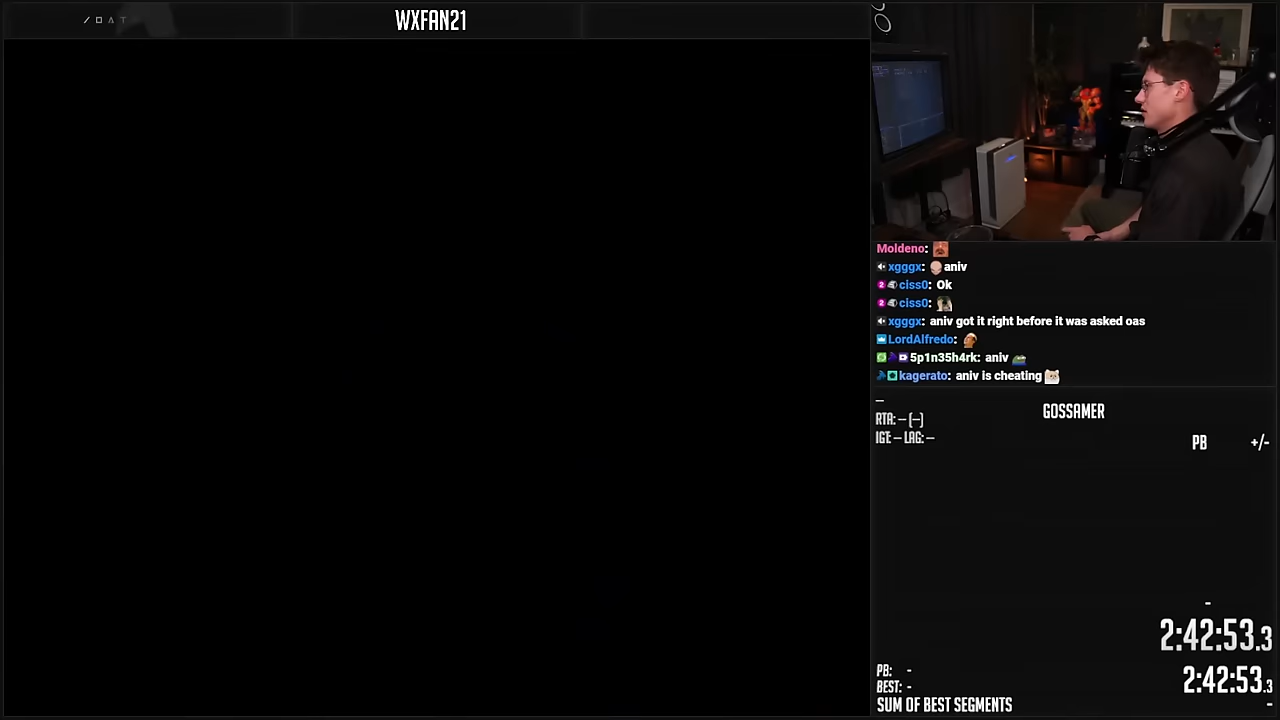 WXFAN21
Moldeno:
xgggx: aniv
ciss0: Ok
ciss0:
xgggx: aniv got it right before it was asked oas
LordAlfredo:
5p1n35h4rk: aniv
kagerato: aniv is cheating
–
GOSSAMER
RTA: – (–)
IGT: – LAG: –
PB +/-
-
2:42:53.3
PB: -
2:42:53.3
BEST: -
SUM OF BEST SEGMENTS -